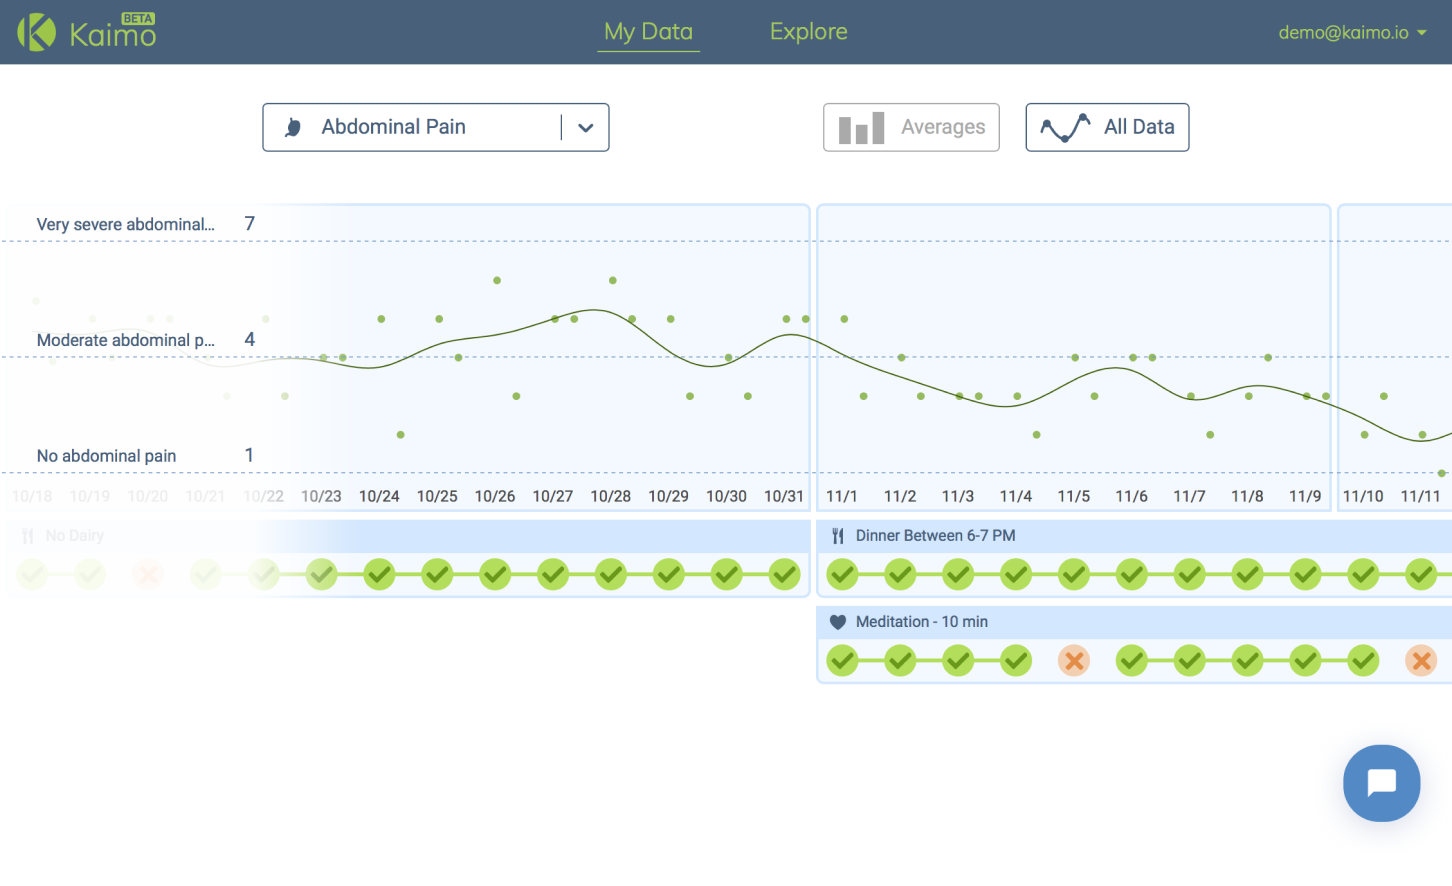 BETA
Kaimo
My Data
Explore
demo@kaimo.io
Abdominal Pain
Averages
All Data
Very severe abdominal... 7
Moderate abdominal p... 4
No abdominal pain 1
10/18 10/19 10/20 10/21 10/22 10/23 10/24 10/25 10/26 10/27 10/28 10/29 10/30 10/31 11/1 11/2 11/3 11/4 11/5 11/6 11/7 11/8 11/9 11/10 11/11
No Dairy
Dinner Between 6-7 PM
Meditation - 10 min